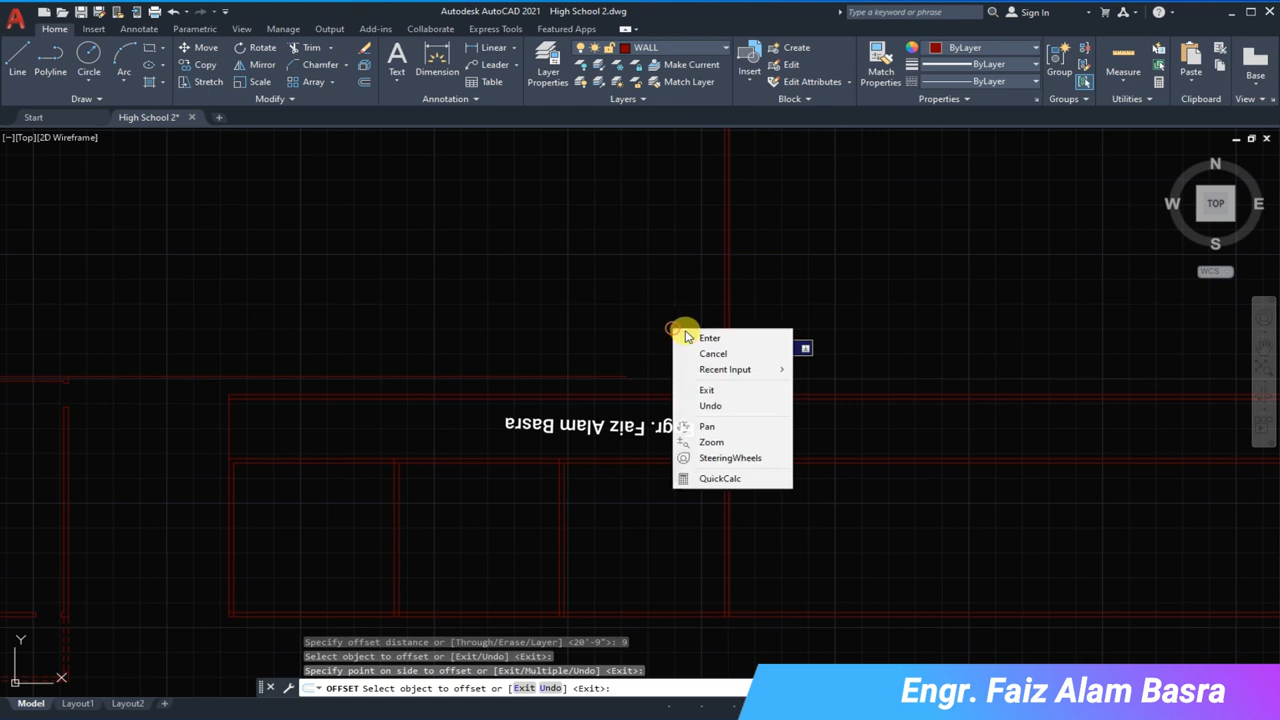 Autodesk AutoCAD 2021 High School 2.dwg
Type a keyword or phrase
Sign In
Home Insert Annotate Parametric View Manage Output Add-ins Collaborate Express Tools Featured Apps
Line Polyline Circle Arc
Move Rotate Trim
Copy Mirror Chamfer
Stretch Scale Array
Text Dimension
Linear
Leader
Table
Layer Properties
WALL
Make Current
Match Layer
Insert
Create
Edit
Edit Attributes
Match Properties
ByLayer
ByLayer
ByLayer
Group
Measure
Paste
Base
Draw Modify Annotation Layers Block Properties Groups Utilities Clipboard View
Start High School 2*
[−][Top][2D Wireframe]
N
W TOP E
S
WCS
Enter
Cancel
Recent Input
Exit
Undo
Pan
Zoom
SteeringWheels
QuickCalc
gr. Faiz Alam Basra
Y
X
Specify offset distance or [Through/Erase/Layer] <20'-9">: 9
Select object to offset or [Exit/Undo] <Exit>:
Specify point on side to offset or [Exit/Multiple/Undo] <Exit>:
OFFSET Select object to offset or [Exit Undo] <Exit>:
Model Layout1 Layout2
Engr. Faiz Alam Basra